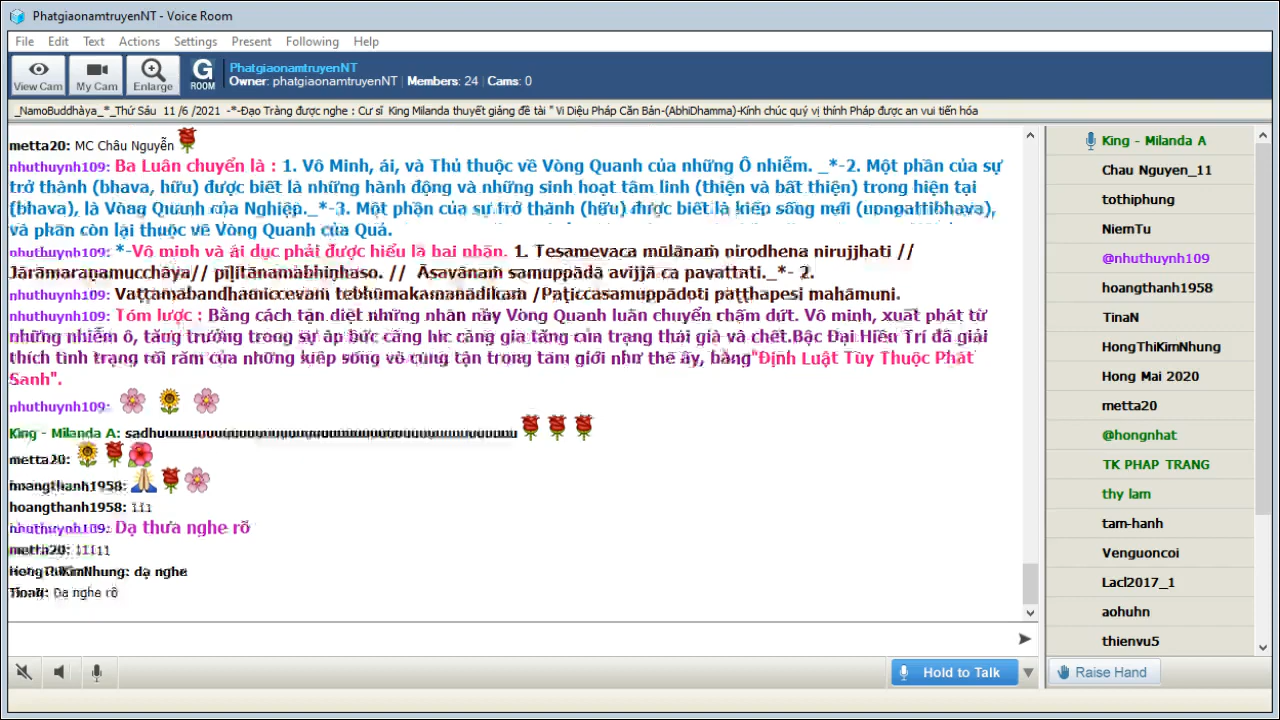 PhatgiaonamtruyenNT - Voice Room
File Edit Text Actions Settings Present Following Help
View Cam My Cam Enlarge G ROOM
PhatgiaonamtruyenNT
Owner: phatgiaonamtruyenNT | Members: 24 | Cams: 0
_NamoBuddhàya_*_Thứ Sáu 11/6 /2021 -*-Đạo Tràng được nghe : Cư sĩ King Milanda thuyết giảng đề tài " Vi Diệu Pháp Căn Bản-(AbhiDhamma)-Kính chúc quý vị thính Pháp được an vui tiến hóa
metta20: MC Châu Nguyễn
nhuthuynh109: Ba Luân chuyển là : 1. Vô Minh, ái, và Thủ thuộc về Vòng Quanh của những Ô nhiễm. _*-2. Một phần của sự
trở thành (bhava, hữu) được biết là những hành động và những sinh hoạt tâm linh (thiện và bất thiện) trong hiện tại
(bhava), là Vòng Quanh của Nghiệp._*-3. Một phần của sự trở thành (hữu) được biết là kiếp sống mới (upapattibhava),
và phần còn lại thuộc về Vòng Quanh của Quả.
nhuthuynh109: *-Vô minh và ái dục phải được hiểu là hai nhân. 1. Tesamevaca mūlānaṁ nirodhena nirujjhati //
Jarāmaraṇamucchāya// pīḷitānamabhiṇhaso. // Āsavānaṁ samuppādā avijjā ca pavattati._*- 2.
nhuthuynh109: Vaṭṭamābandhamiccevaṁ tebhūmakamanādikaṁ /Paṭiccasamuppādoti paṭṭhapesi mahāmuni.
nhuthuynh109: Tóm lược : Bằng cách tận diệt những nhân này Vòng Quanh luân chuyển chấm dứt. Vô minh, xuất phát từ
những nhiễm ô, tăng trưởng trong sự áp bức càng lúc càng gia tăng của trạng thái già và chết.Bậc Đại Hiền Trí đã giải
thích tình trạng rối răm của những kiếp sống vô cùng tận trong tam giới như thế ấy, bằng"Định Luật Tùy Thuộc Phát
Sanh".
nhuthuynh109:
King - Milanda A:
metta20:
hoangthanh1958:
hoangthanh1958: 111
nhuthuynh109: Dạ thưa nghe rõ
metta20: 11111
HongThiKimNhung: dạ nghe
TinaN: Dạ nghe rõ
King - Milanda A
Chau Nguyen_11
tothiphung
NiemTu
@nhuthuynh109
hoangthanh1958
TinaN
HongThiKimNhung
Hong Mai 2020
metta20
@hongnhat
TK PHAP TRANG
thy lam
tam-hanh
Venguoncoi
Lacl2017_1
aohuhn
thienvu5
Hold to Talk
Raise Hand